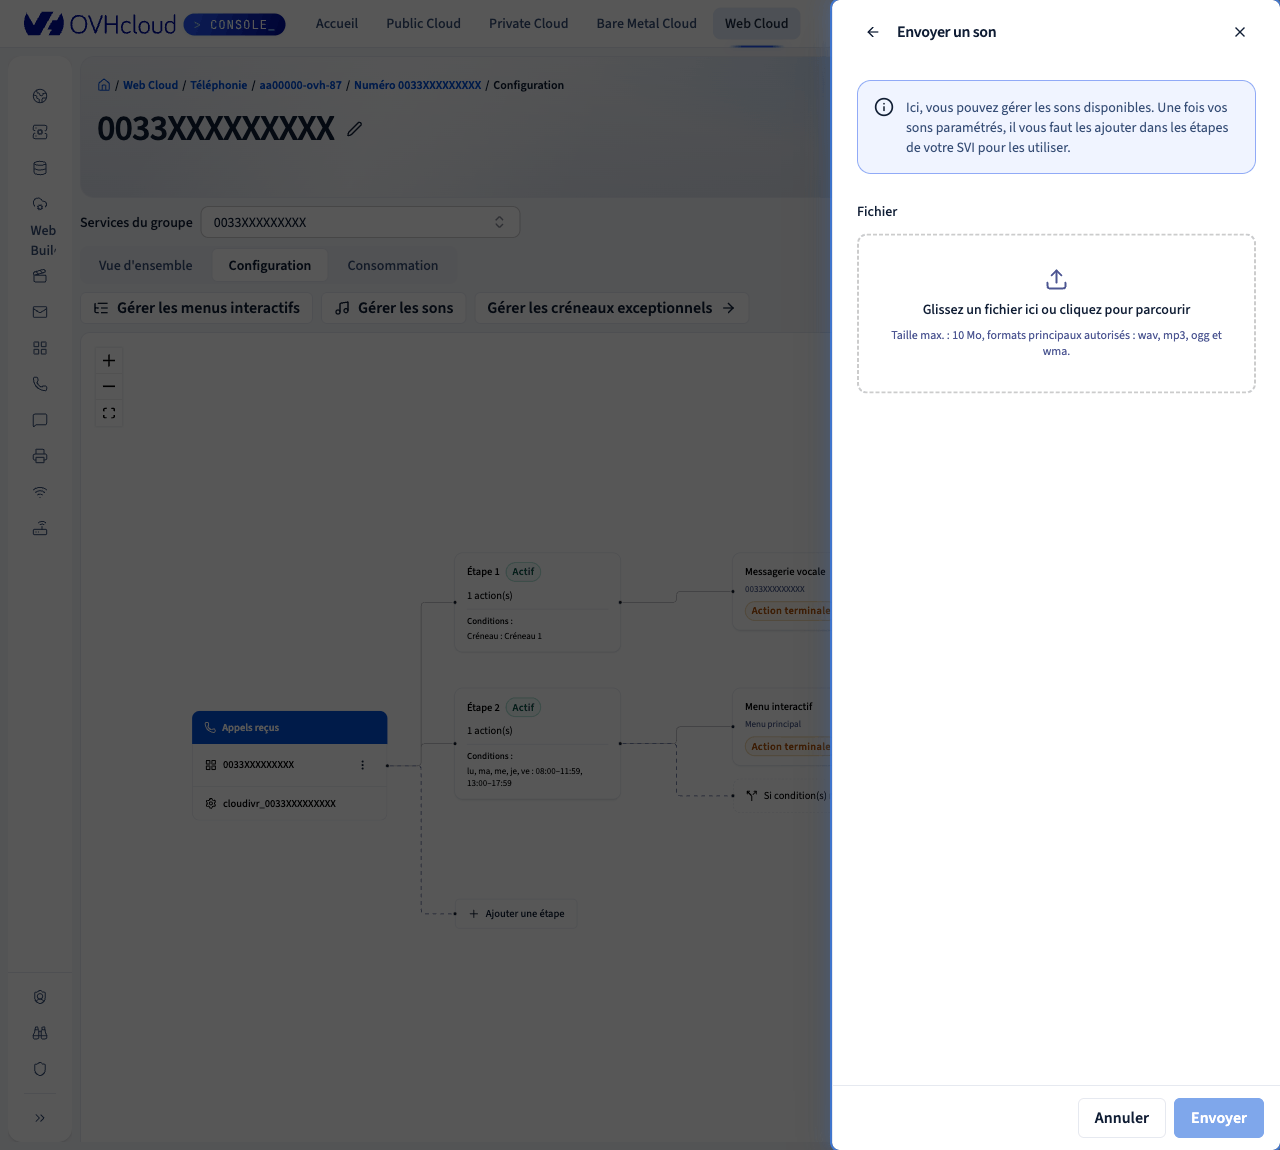 OVHcloud
> CONSOLE_
Accueil
Public Cloud
Private Cloud
Bare Metal Cloud
Web Cloud
/ Web Cloud / Téléphonie / aa00000-ovh-87 / Numéro 0033XXXXXXXXX / Configuration
0033XXXXXXXXX
Services du groupe
0033XXXXXXXXX
Vue d'ensemble
Configuration
Consommation
Gérer les menus interactifs
Gérer les sons
Gérer les créneaux exceptionnels
Web
Étape 1
Actif
1 action(s)
Conditions :
Créneau : Créneau 1
Messagerie vocale
0033XXXXXXXXX
Action terminale
Étape 2
Actif
1 action(s)
Conditions :
lu, ma, me, je, ve : 08:00–11:59,
13:00–17:59
Menu interactif
Menu principal
Action terminale
Si condition(s)
Appels reçus
0033XXXXXXXXX
cloudivr_0033XXXXXXXXX
Ajouter une étape
Envoyer un son
Ici, vous pouvez gérer les sons disponibles. Une fois vos
sons paramétrés, il vous faut les ajouter dans les étapes
de votre SVI pour les utiliser.
Fichier
Glissez un fichier ici ou cliquez pour parcourir
Taille max. : 10 Mo, formats principaux autorisés : wav, mp3, ogg et
wma.
Annuler
Envoyer